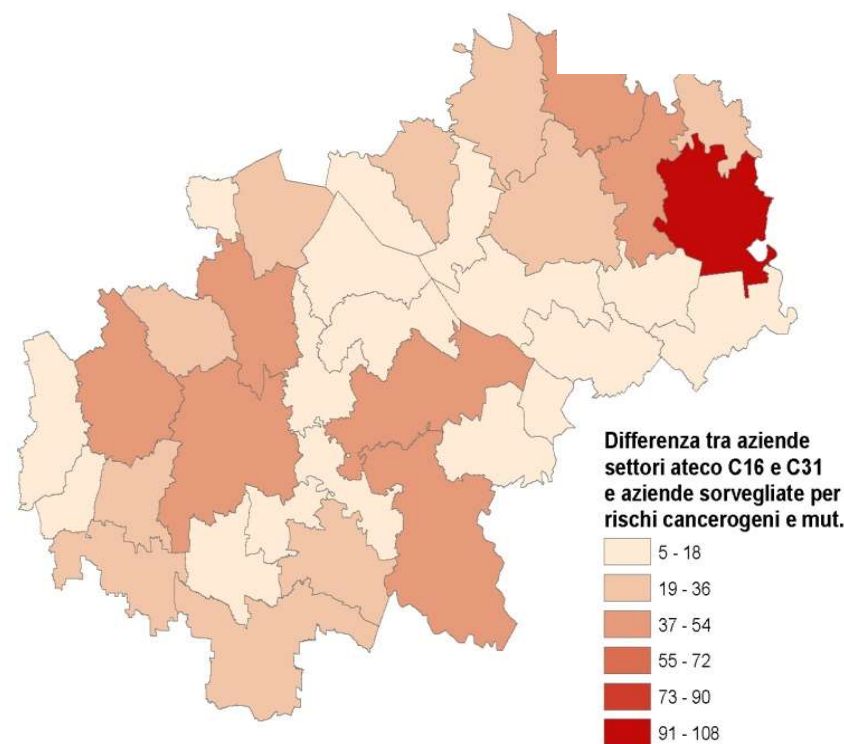 Differenza tra aziende
settori ateco C16 e C31
e aziende sorvegliate per
rischi cancerogeni e mut.
5 - 18
19 - 36
37 - 54
55 - 72
73 - 90
91 - 108